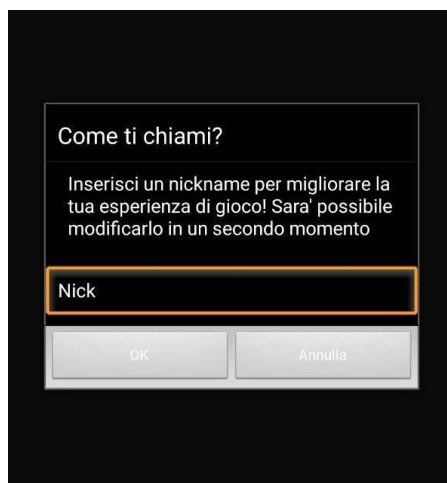 Come ti chiami?
Inserisci un nickname per migliorare la
tua esperienza di gioco! Sara' possibile
modificarlo in un secondo momento
Nick
OK
Annulla